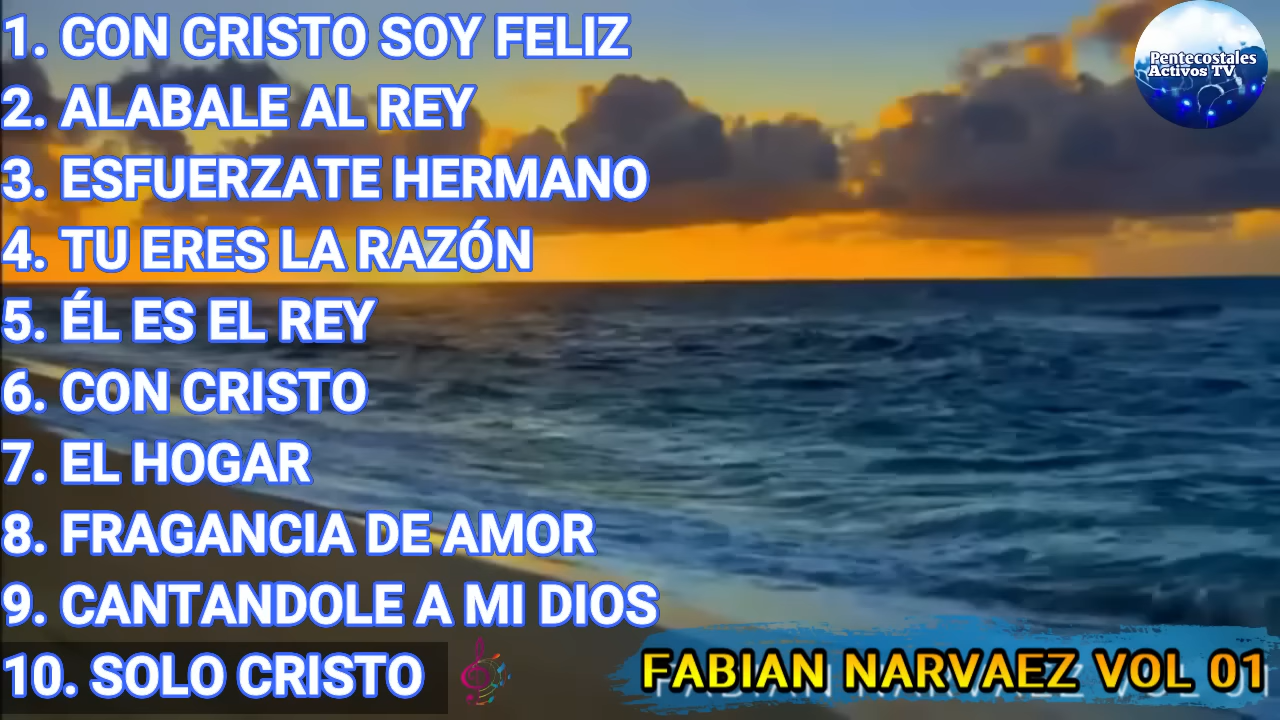 1. CON CRISTO SOY FELIZ
2. ALABALE AL REY
3. ESFUERZATE HERMANO
4. TU ERES LA RAZÓN
5. ÉL ES EL REY
6. CON CRISTO
7. EL HOGAR
8. FRAGANCIA DE AMOR
9. CANTANDOLE A MI DIOS
10. SOLO CRISTO
Pentecostales
Activos TV
FABIAN NARVAEZ VOL 01